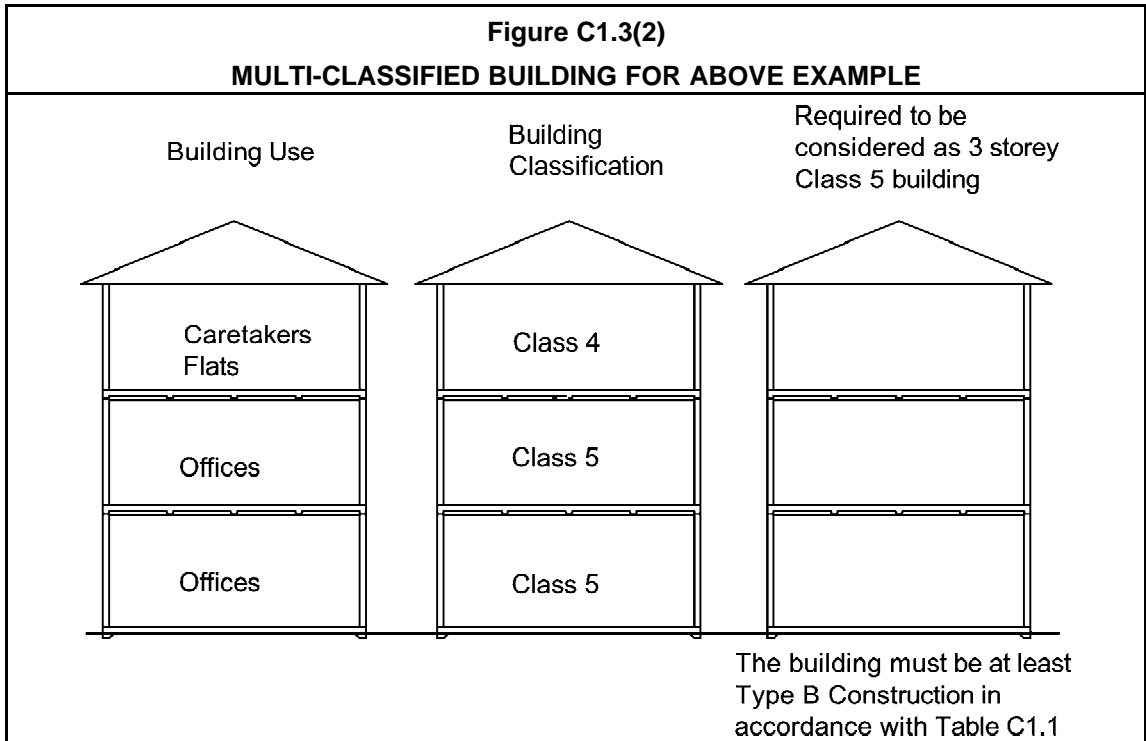 Figure C1.3(2)
MULTI-CLASSIFIED BUILDING FOR ABOVE EXAMPLE
Building Use
Building
Classification
Required to be
considered as 3 storey
Class 5 building
Caretakers
Flats
Class 4
Offices
Class 5
Offices
Class 5
The building must be at least
Type B Construction in
accordance with Table C1.1